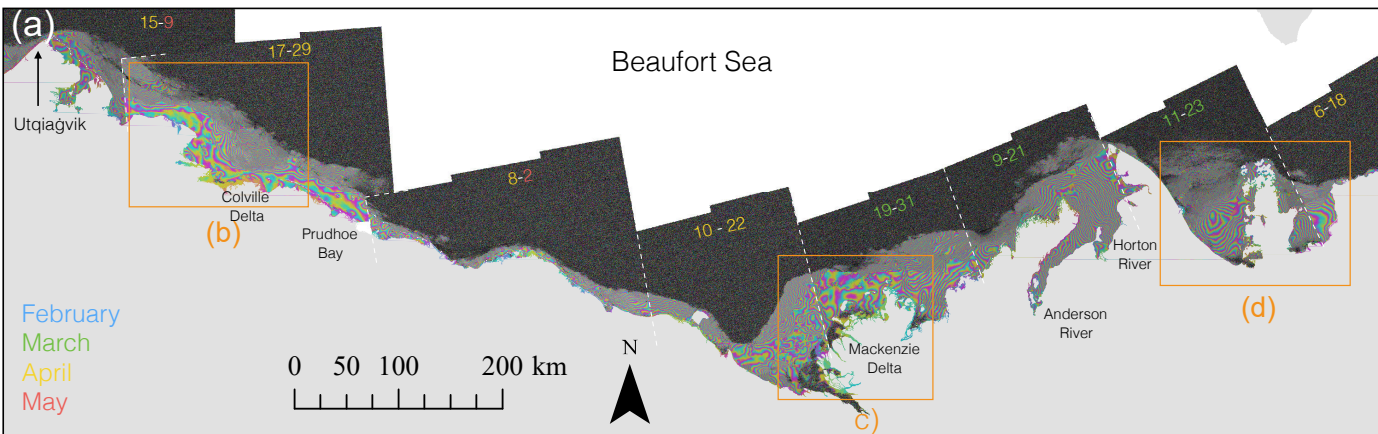 (a)
15-9
17-29
Beaufort Sea
Utqiaġvik
Colville
Delta
(b)
Prudhoe
Bay
8-2
10 - 22
19-31
9-21
11-23
6-18
Horton
River
Anderson
River
(d)
Mackenzie
Delta
c)
February
March
April
May
0 50 100 200 km
N